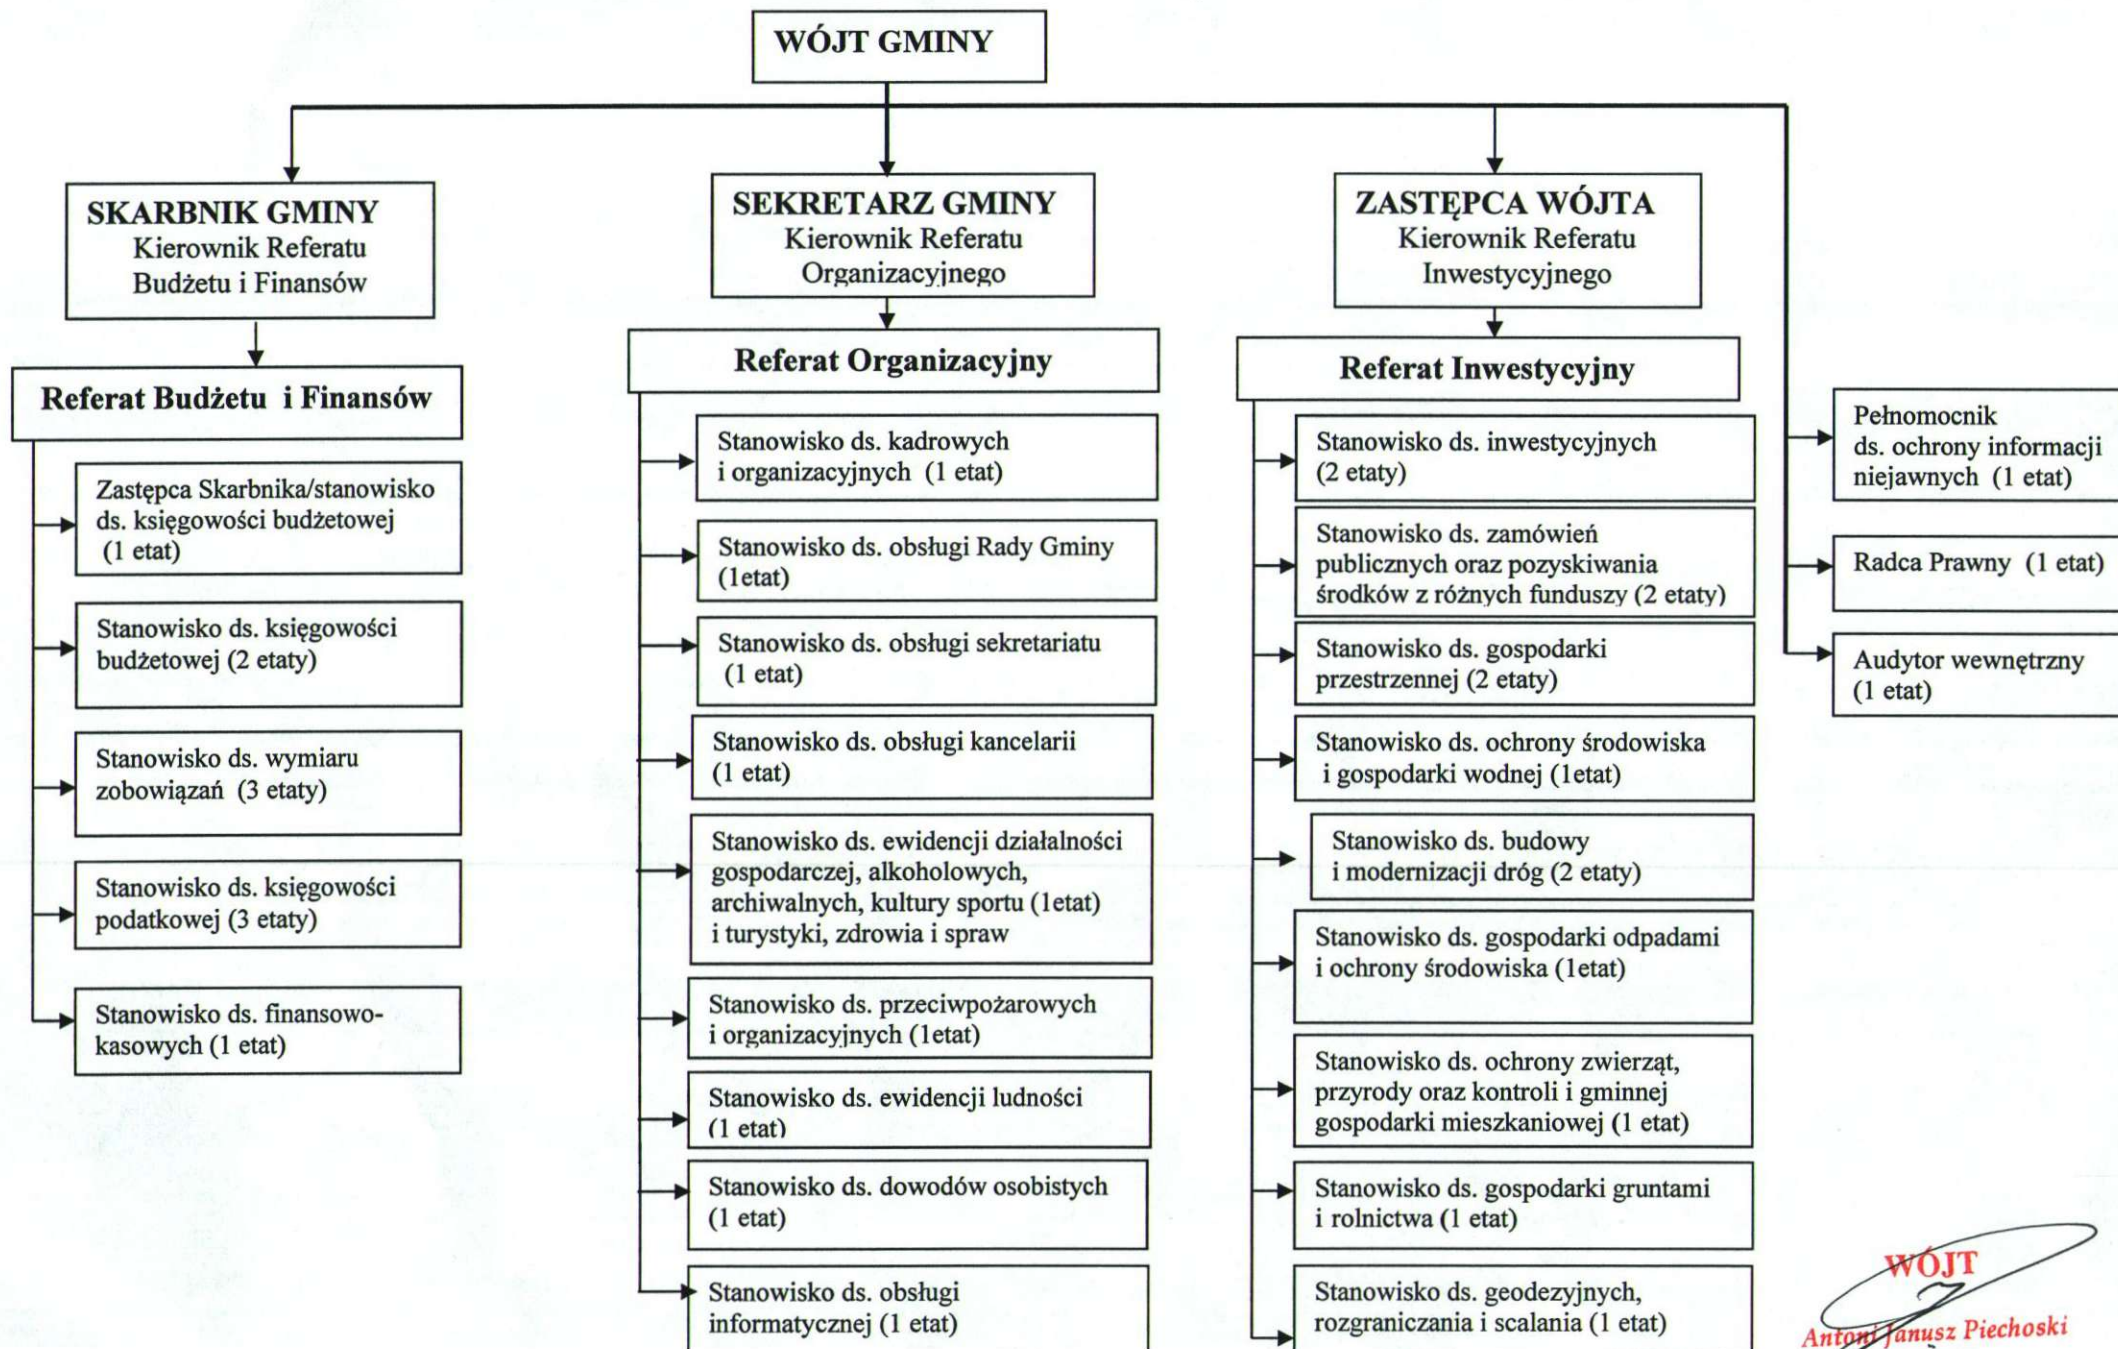 WÓJT GMINY
SKARBNIK GMINY
Kierownik Referatu
Budżetu i Finansów
Referat Budżetu i Finansów
Zastępca Skarbnika/stanowisko
ds. księgowości budżetowej
(1 etat)
Stanowisko ds. księgowości
budżetowej (2 etaty)
Stanowisko ds. wymiaru
zobowiązań (3 etaty)
Stanowisko ds. księgowości
podatkowej (3 etaty)
Stanowisko ds. finansowo-
kasowych (1 etat)
SEKRETARZ GMINY
Kierownik Referatu
Organizacyjnego
Referat Organizacyjny
Stanowisko ds. kadrowych
i organizacyjnych (1 etat)
Stanowisko ds. obsługi Rady Gminy
(1etat)
Stanowisko ds. obsługi sekretariatu
(1 etat)
Stanowisko ds. obsługi kancelarii
(1 etat)
Stanowisko ds. ewidencji działalności
gospodarczej, alkoholowych,
archiwalnych, kultury sportu (1etat)
i turystyki, zdrowia i spraw
Stanowisko ds. przeciwpożarowych
i organizacyjnych (1etat)
Stanowisko ds. ewidencji ludności
(1 etat)
Stanowisko ds. dowodów osobistych
(1 etat)
Stanowisko ds. obsługi
informatycznej (1 etat)
ZASTĘPCA WÓJTA
Kierownik Referatu
Inwestycyjnego
Referat Inwestycyjny
Stanowisko ds. inwestycyjnych
(2 etaty)
Stanowisko ds. zamówień
publicznych oraz pozyskiwania
środków z różnych funduszy (2 etaty)
Stanowisko ds. gospodarki
przestrzennej (2 etaty)
Stanowisko ds. ochrony środowiska
i gospodarki wodnej (1etat)
Stanowisko ds. budowy
i modernizacji dróg (2 etaty)
Stanowisko ds. gospodarki odpadami
i ochrony środowiska (1etat)
Stanowisko ds. ochrony zwierząt,
przyrody oraz kontroli i gminnej
gospodarki mieszkaniowej (1 etat)
Stanowisko ds. gospodarki gruntami
i rolnictwa (1 etat)
Stanowisko ds. geodezyjnych,
rozgraniczania i scalania (1 etat)
Pełnomocnik
ds. ochrony informacji
niejawnych (1 etat)
Radca Prawny (1 etat)
Audytor wewnętrzny
(1 etat)
WÓJT
Antoni Janusz Piechoski